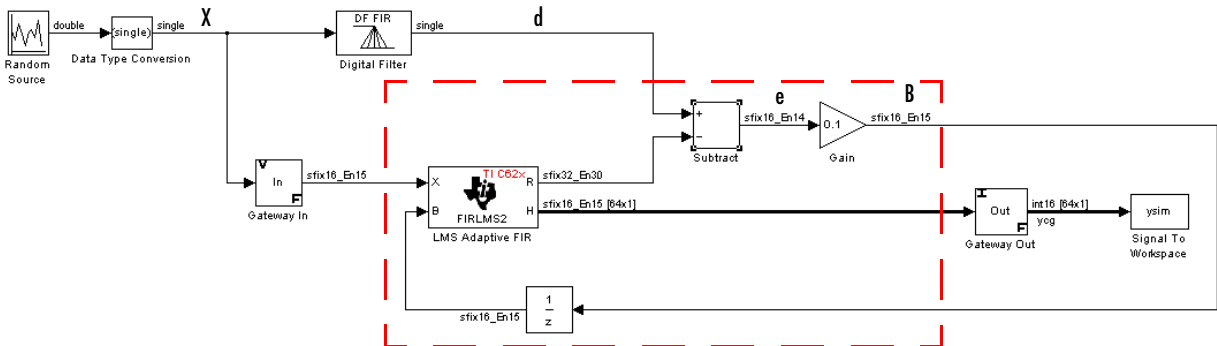 Random
Source
double
(single)
Data Type Conversion
single
X
DF FIR
Digital Filter
single
d
+
−
Subtract
e
sfix16_En14
0.1
Gain
B
sfix16_En15
V
In
F
Gateway In
sfix16_En15
TI C62x
X
B
R
H
FIRLMS2
LMS Adaptive FIR
sfix32_En30
sfix16_En15 [64x1]
I
Out
F
Gateway Out
int16 [64x1]
ycg
ysim
Signal To
Workspace
sfix16_En15
1
z